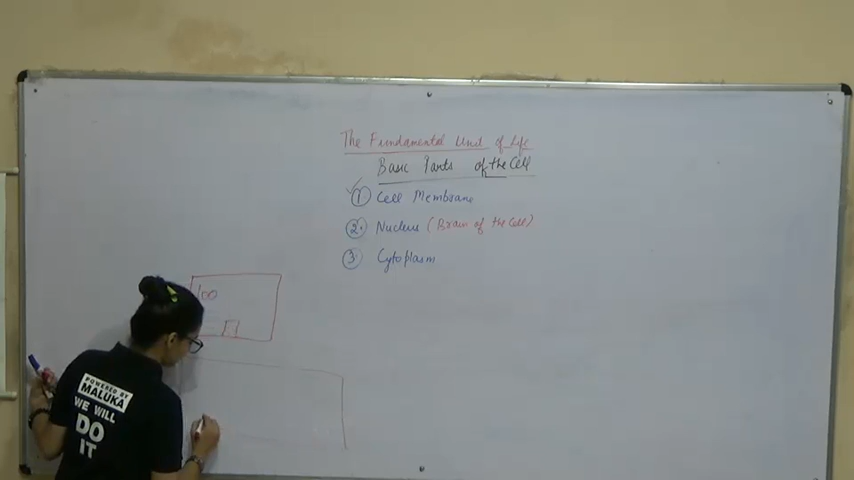 The Fundamental Unit of Life
Basic Parts of the Cell
① Cell Membrane
②. Nucleus (Brain of the Cell)
③ Cytoplasm
100
POWERED BY
MALUKA
WE WILL
DO
IT